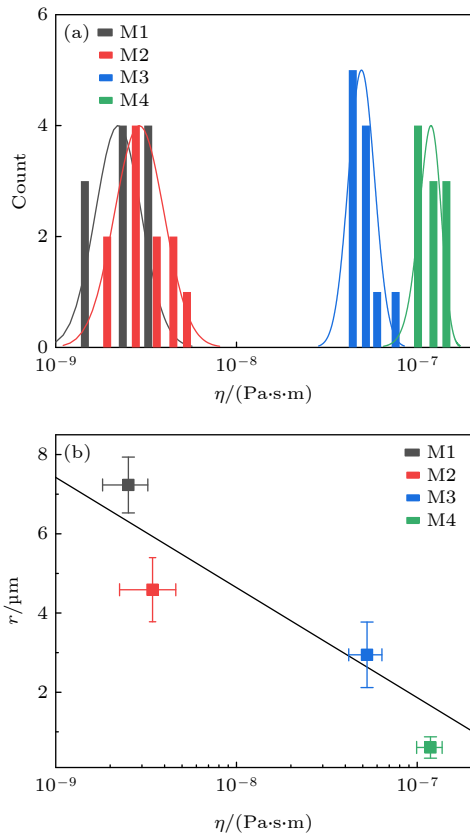 (a)
M1
M2
M3
M4
6
4
2
0
Count
10⁻⁹
10⁻⁸
10⁻⁷
η/(Pa·s·m)
(b)
M1
M2
M3
M4
8
6
4
2
r/μm
10⁻⁹
10⁻⁸
10⁻⁷
η/(Pa·s·m)